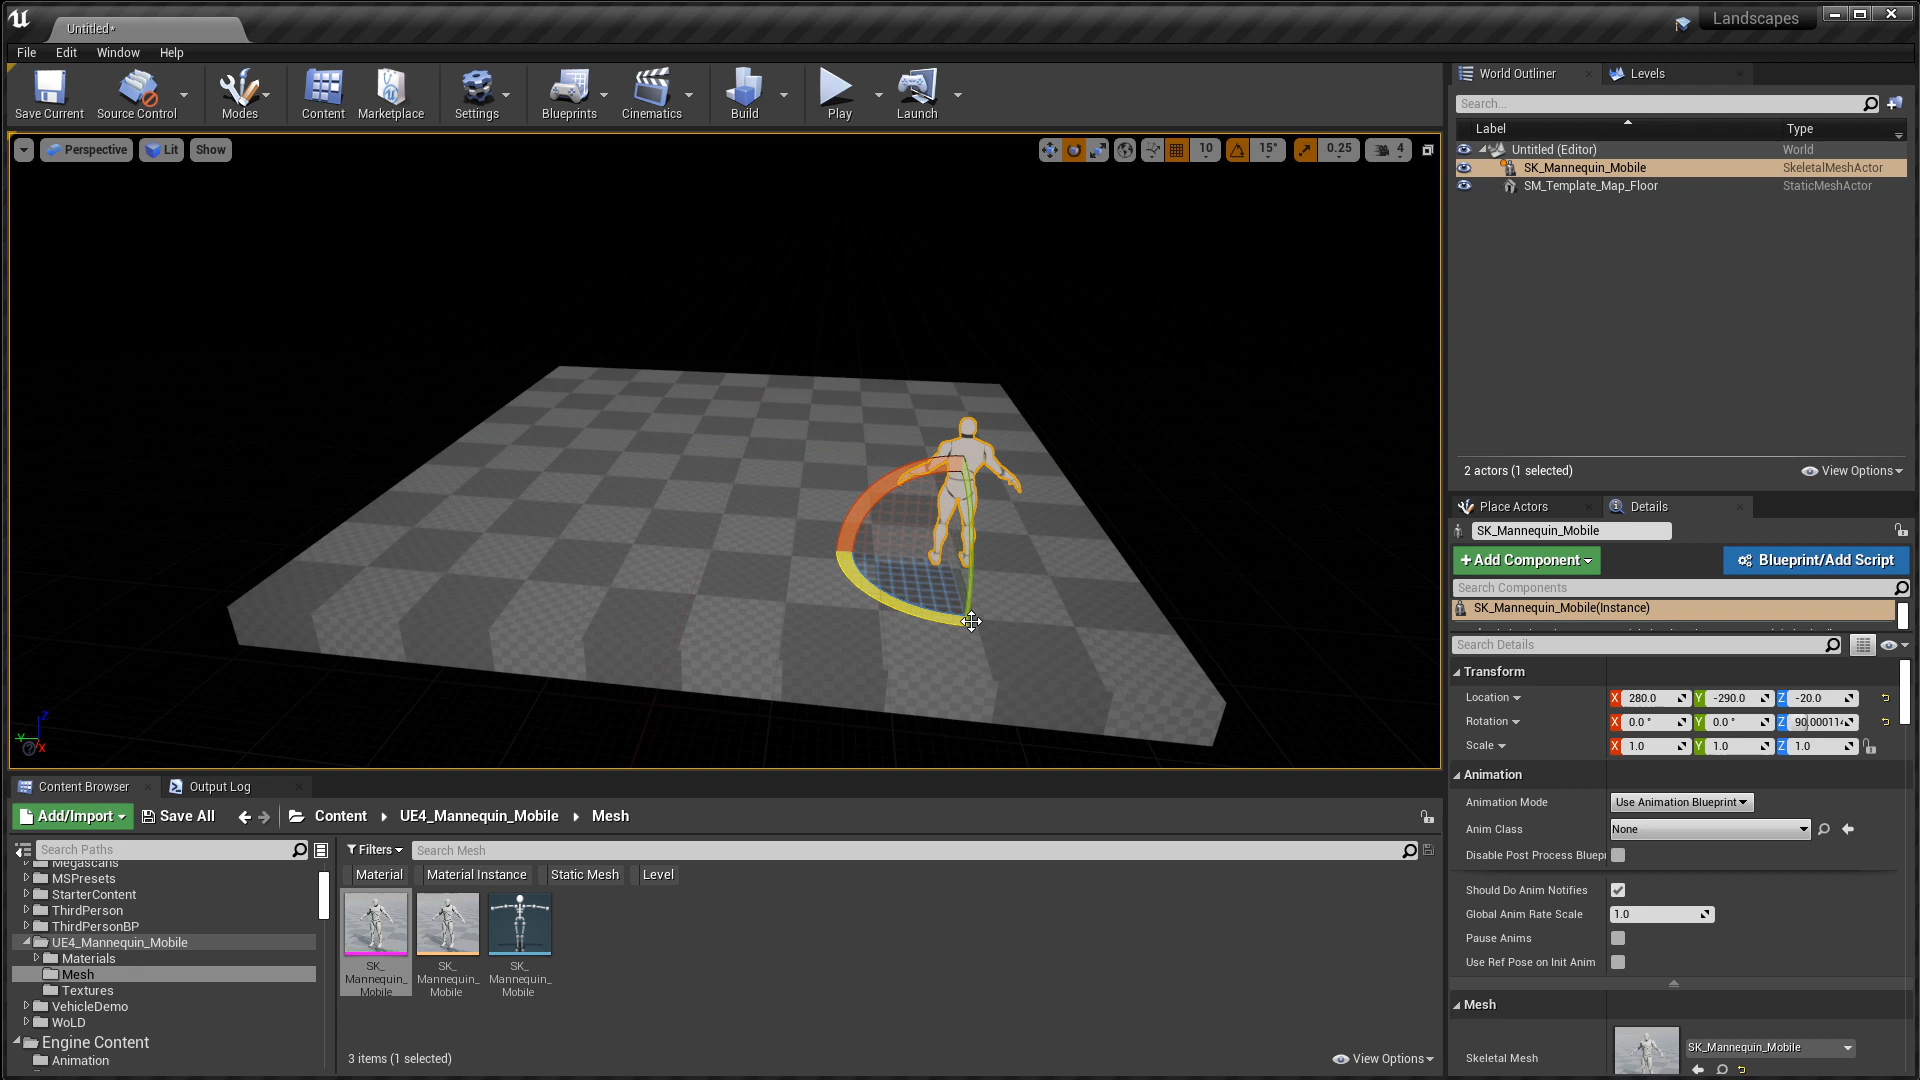 Untitled*
Landscapes
File Edit Window Help
Save Current
Source Control
Modes
Content
Marketplace
Settings
Blueprints
Cinematics
Build
Play
Launch
Perspective
Lit
Show
10
15°
0.25
4
World Outliner
Levels
Search...
Label
Type
Untitled (Editor)
World
SK_Mannequin_Mobile
SkeletalMeshActor
SM_Template_Map_Floor
StaticMeshActor
2 actors (1 selected)
View Options
Place Actors
Details
SK_Mannequin_Mobile
+Add Component
Blueprint/Add Script
Search Components
SK_Mannequin_Mobile(Instance)
Search Details
Transform
Location
X 280.0
Y -290.0
Z -20.0
Rotation
X 0.0 °
Y 0.0 °
Z 90.000114
Scale
X 1.0
Y 1.0
Z 1.0
Animation
Animation Mode
Use Animation Blueprint
Anim Class
None
Disable Post Process Bluepr
Should Do Anim Notifies
Global Anim Rate Scale
1.0
Pause Anims
Use Ref Pose on Init Anim
Mesh
Skeletal Mesh
SK_Mannequin_Mobile
Z
Y
X
Content Browser
Output Log
Add/Import
Save All
Content
UE4_Mannequin_Mobile
Mesh
Search Paths
Megascans
MSPresets
StarterContent
ThirdPerson
ThirdPersonBP
UE4_Mannequin_Mobile
Materials
Mesh
Textures
VehicleDemo
WoLD
Engine Content
Animation
Filters
Search Mesh
Material
Material Instance
Static Mesh
Level
SK_
Mannequin_
Mobile
SK_
Mannequin_
Mobile
SK_
Mannequin_
Mobile
3 items (1 selected)
View Options